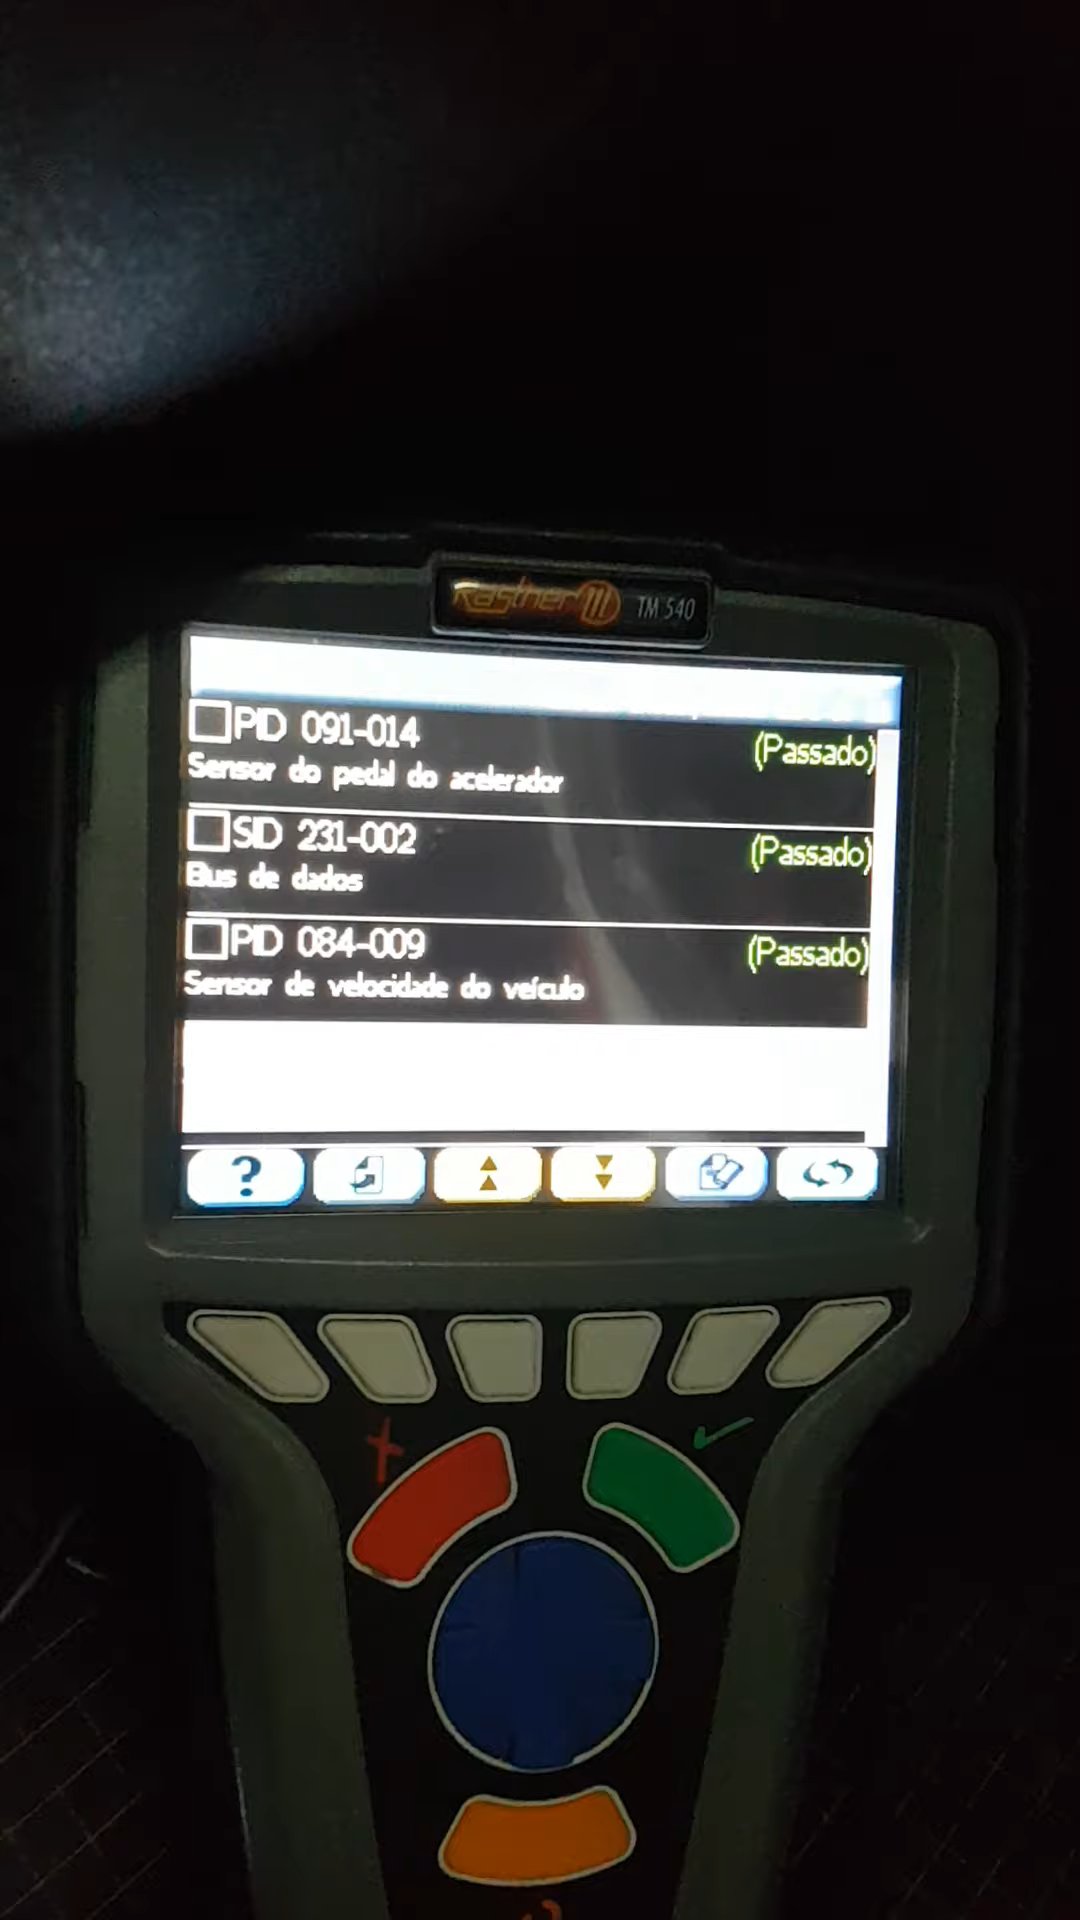 Rasther III TM 540
PID 091-014
(Passado)
Sensor do pedal do acelerador
SID 231-002
(Passado)
Bus de dados
PID 084-009
(Passado)
Sensor de velocidade do veículo
?